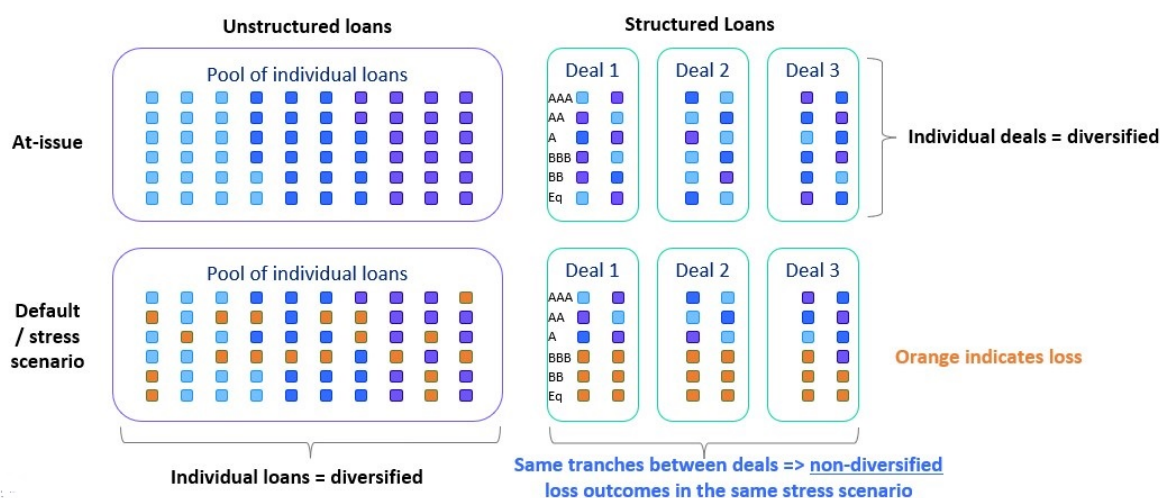 Unstructured loans
Structured Loans
Pool of individual loans
Deal 1
Deal 2
Deal 3
At-issue
AAA
AA
A
BBB
BB
Eq
Individual deals = diversified
Pool of individual loans
Deal 1
Deal 2
Deal 3
Default
/ stress
scenario
AAA
AA
A
BBB
BB
Eq
Orange indicates loss
Individual loans = diversified
Same tranches between deals => non-diversified
loss outcomes in the same stress scenario